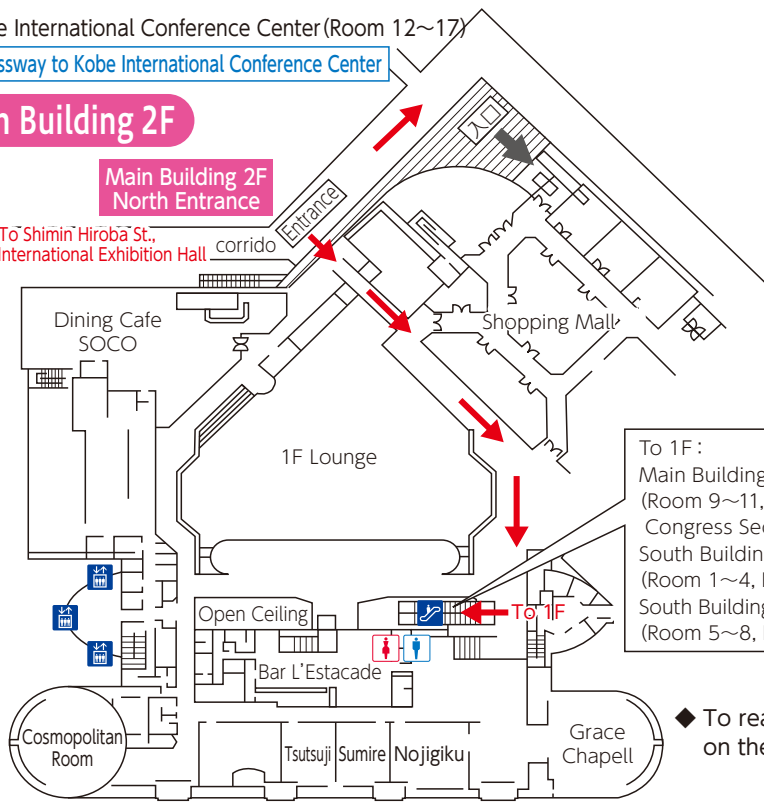 e International Conference Center (Room 12～17)
ssway to Kobe International Conference Center
n Building 2F
Main Building 2F
North Entrance
To Shimin Hiroba St.,
International Exhibition Hall
corrido
Entrance
入口
Dining Cafe
SOCO
Shopping Mall
1F Lounge
To 1F：
Main Building
(Room 9～11,
Congress Sec
South Buildin
(Room 1～4,
South Building
(Room 5～8,
Open Ceiling
To 1F
Bar L'Estacade
Cosmopolitan
Room
Tsutsuji
Sumire
Nojigiku
Grace
Chapell
◆ To rea
on the